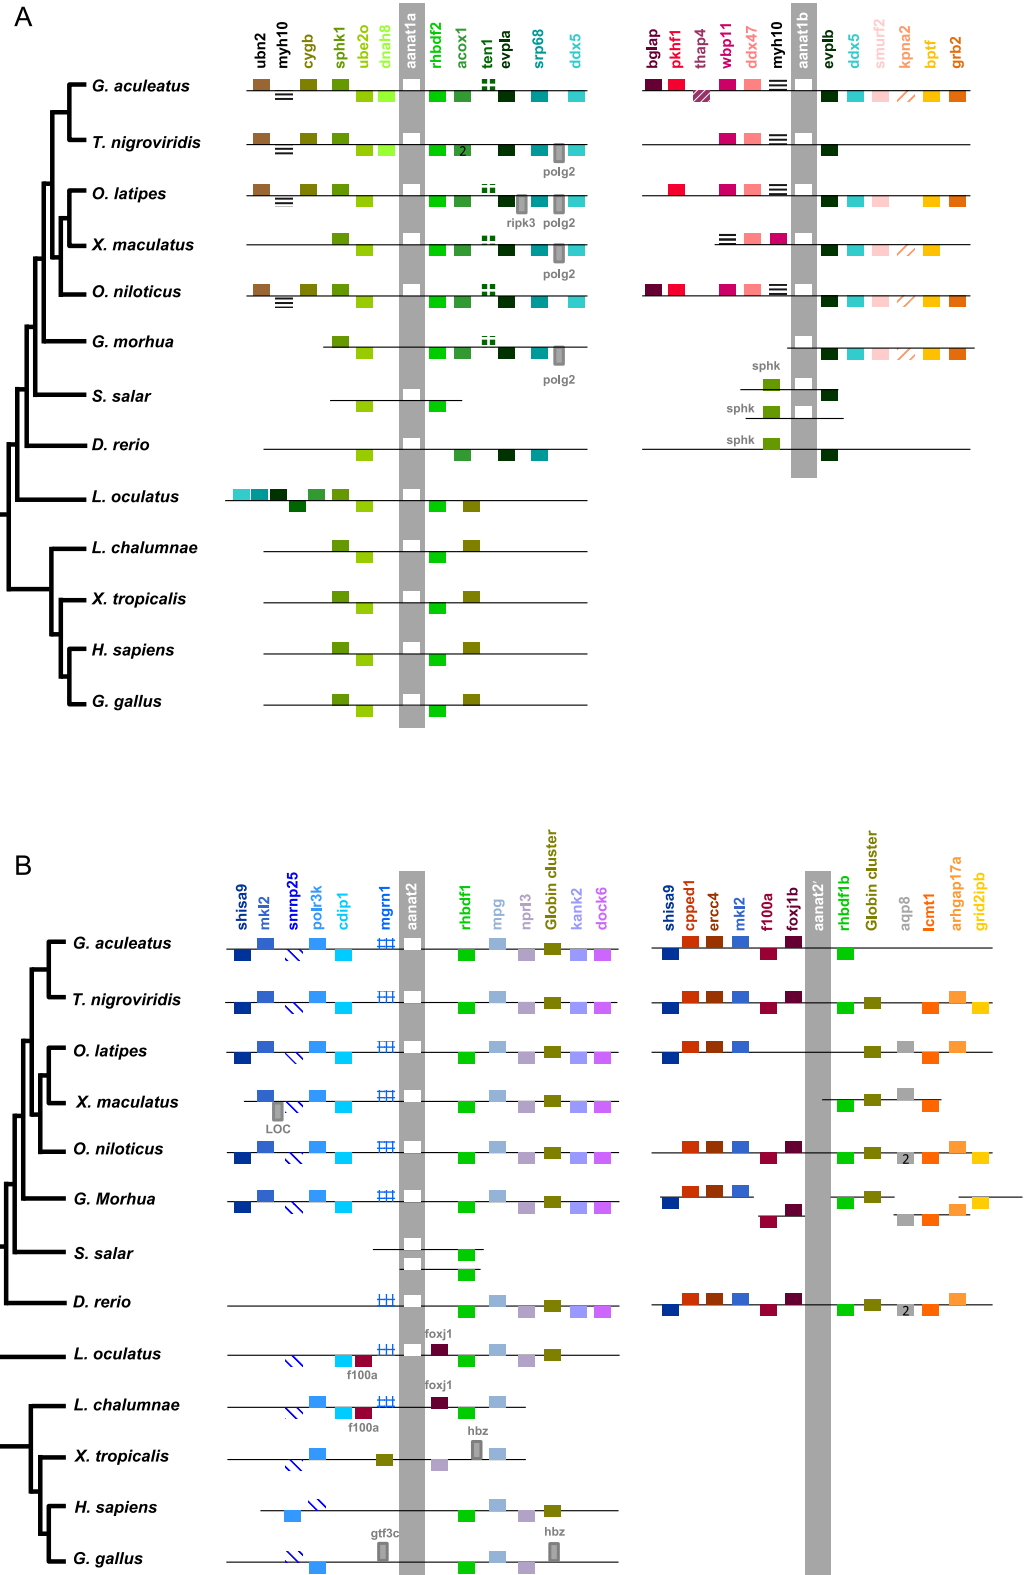 A
ubn2 myh10 cygb sphk1 ube2o dnah8 aanat1a rhbdf2 acox1 ten1 evpla srp68 ddx5 bglap pkhf1 thap4 wbp11 ddx47 myh10 aanat1b evplb ddx5 smurf2 kpna2 bptf grb2
G. aculeatus
T. nigroviridis
2
polg2
O. latipes
ripk3 polg2
X. maculatus
polg2
O. niloticus
G. morhua
polg2
sphk
S. salar
sphk
D. rerio
sphk
L. oculatus
L. chalumnae
X. tropicalis
H. sapiens
G. gallus
B
shisa9 mkl2 snrnp25 polr3k cdip1 mgrn1 aanat2 rhbdf1 mpg nprl3 Globin cluster kank2 dock6 shisa9 cpped1 ercc4 mkl2 f100a foxj1b aanat2' rhbdf1b Globin cluster aqp8 lcmt1 arhgap17a grid2ipb
G. aculeatus
T. nigroviridis
O. latipes
X. maculatus
LOC
O. niloticus
2
G. Morhua
S. salar
D. rerio
2
foxj1
L. oculatus
f100a
foxj1
L. chalumnae
f100a
hbz
X. tropicalis
H. sapiens
gtf3c hbz
G. gallus